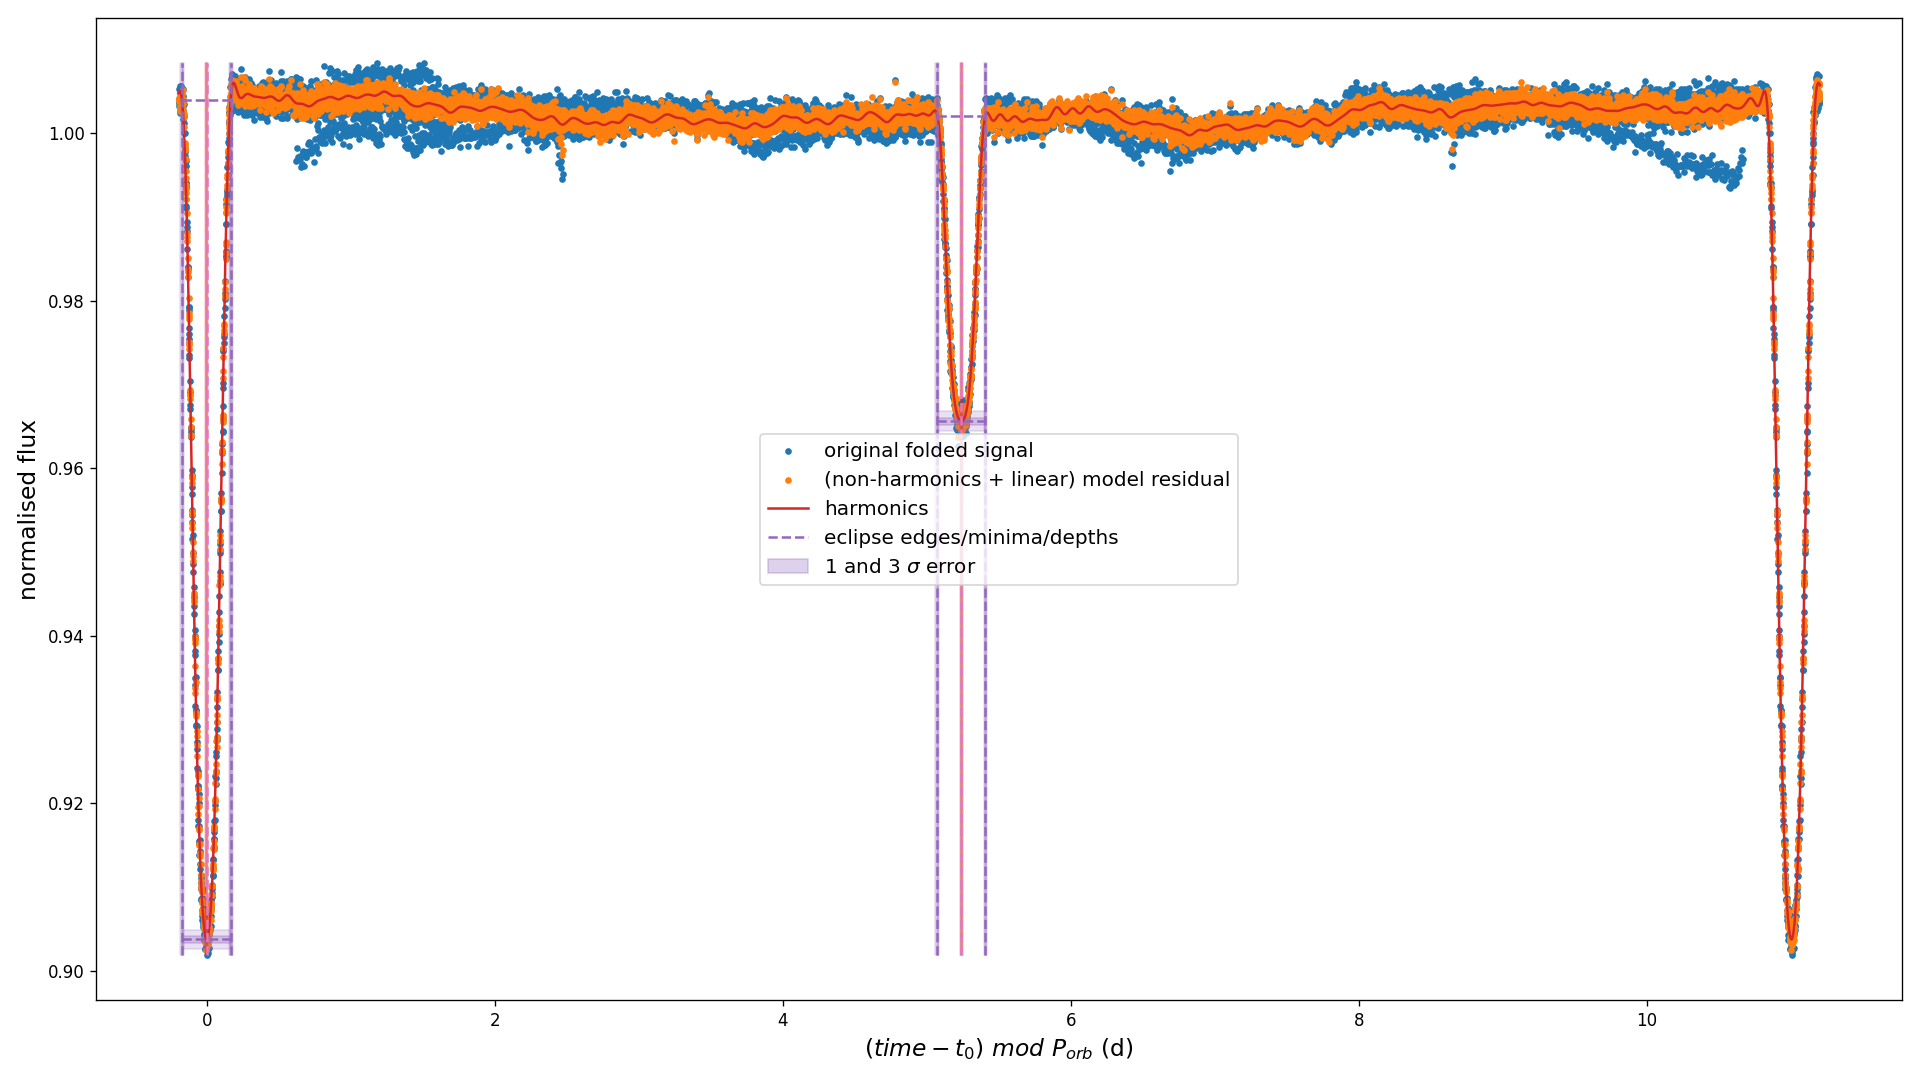 1.00
0.98
0.96
0.94
0.92
0.90
normalised flux
original folded signal
(non-harmonics + linear) model residual
harmonics
eclipse edges/minima/depths
1 and 3 σ error
0 2 4 6 8 10
(time − t₀) mod Pₒᵣb (d)